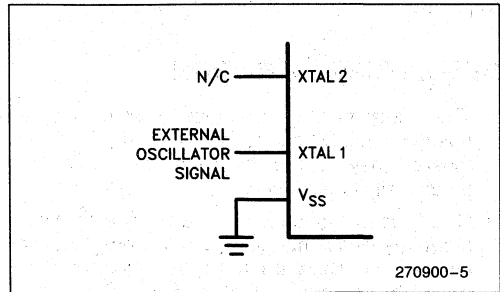 N/C XTAL 2
EXTERNAL
OSCILLATOR XTAL 1
SIGNAL
VSS
270900-5